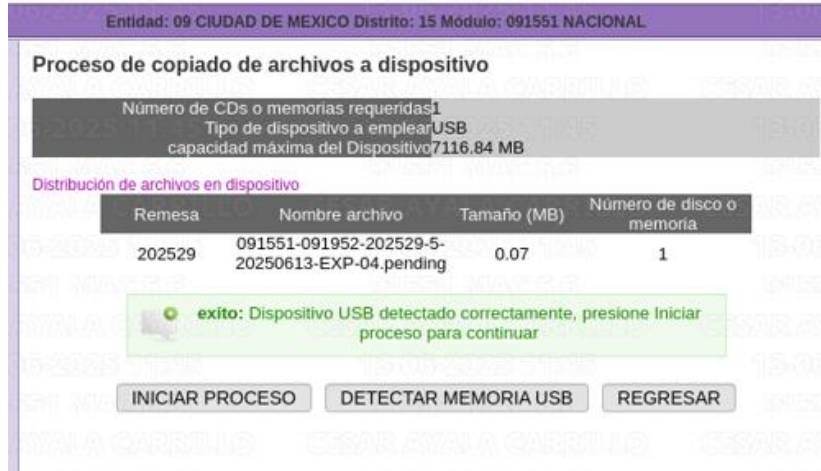 Entidad: 09 CIUDAD DE MEXICO Distrito: 15 Módulo: 091551 NACIONAL
Proceso de copiado de archivos a dispositivo
Número de CDs o memorias requeridas 1
Tipo de dispositivo a emplear USB
capacidad máxima del Dispositivo 7116.84 MB
Distribución de archivos en dispositivo
Remesa Nombre archivo Tamaño (MB) Número de disco o memoria
202529 091551-091952-202529-5-20250613-EXP-04.pending 0.07 1
exito: Dispositivo USB detectado correctamente, presione Iniciar
proceso para continuar
INICIAR PROCESO DETECTAR MEMORIA USB REGRESAR